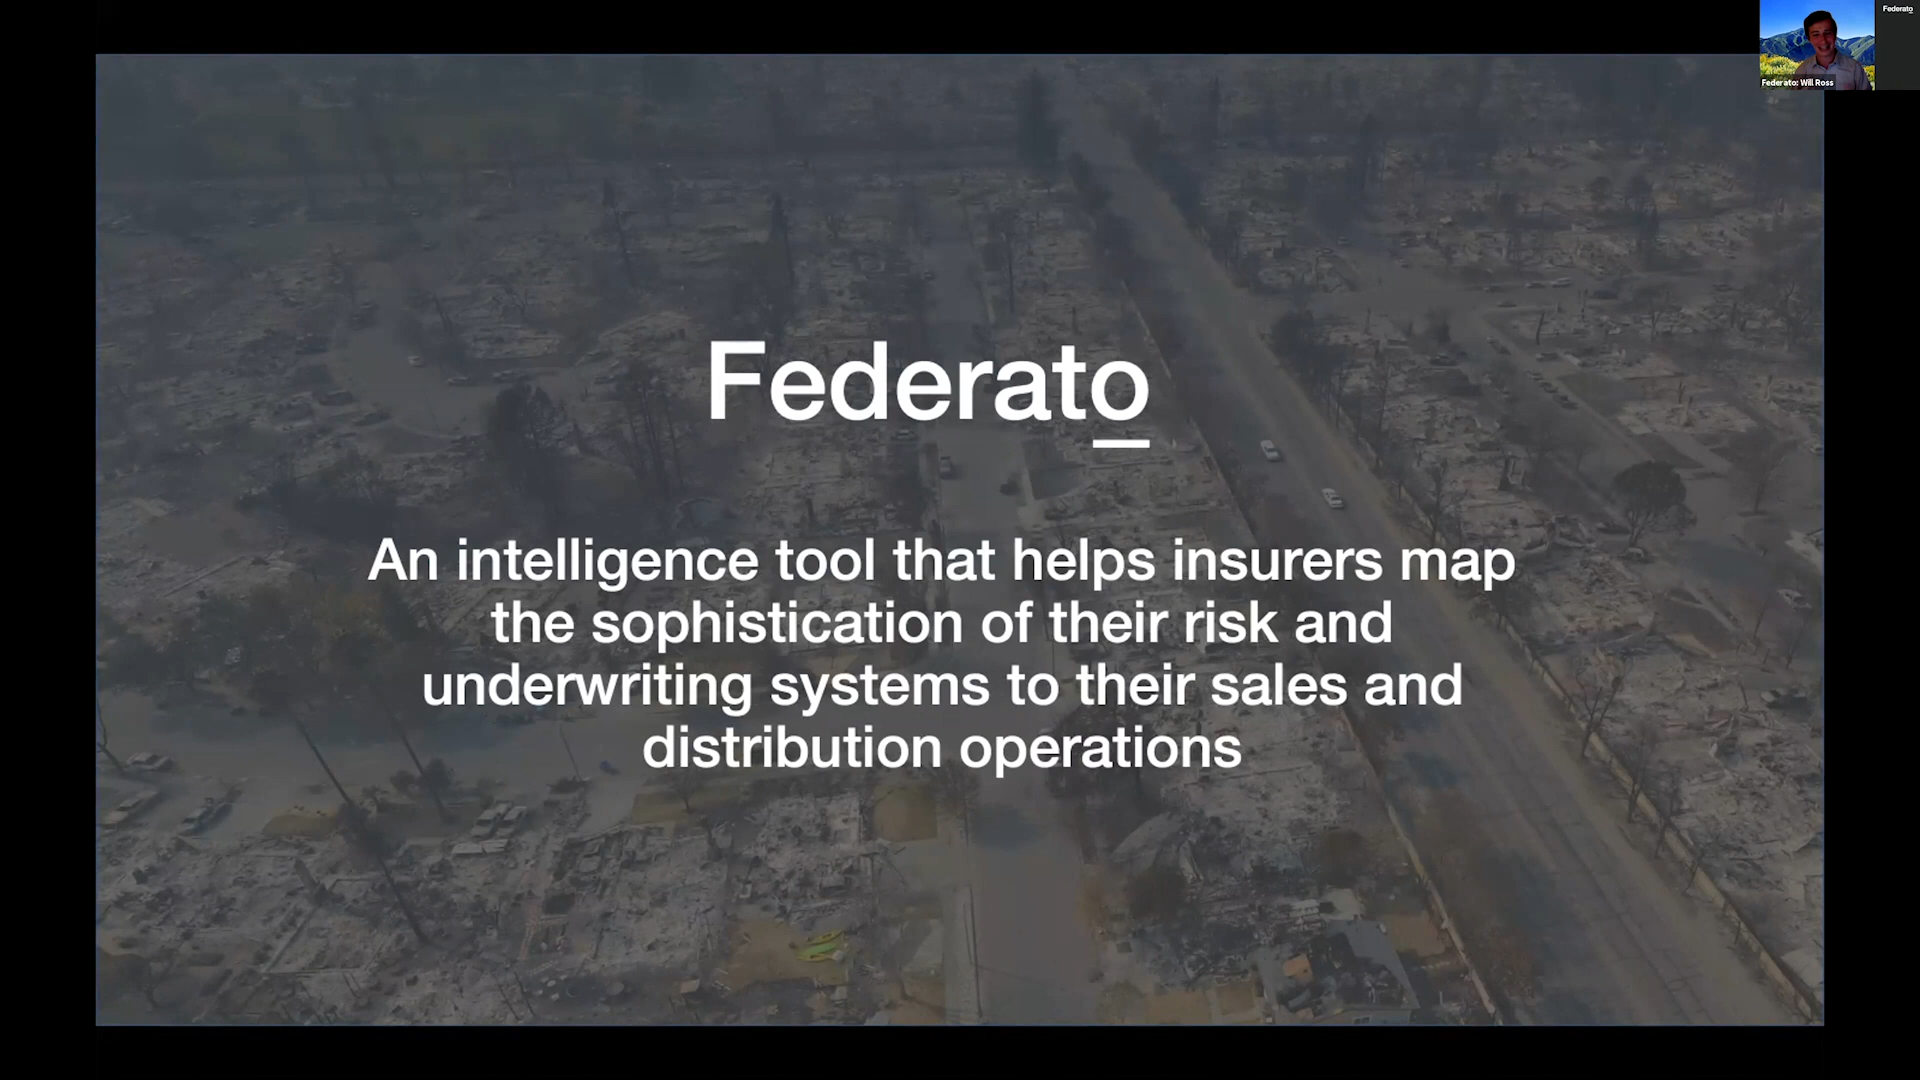 Federato
Federato: Will Ross
Federato
An intelligence tool that helps insurers map
the sophistication of their risk and
underwriting systems to their sales and
distribution operations